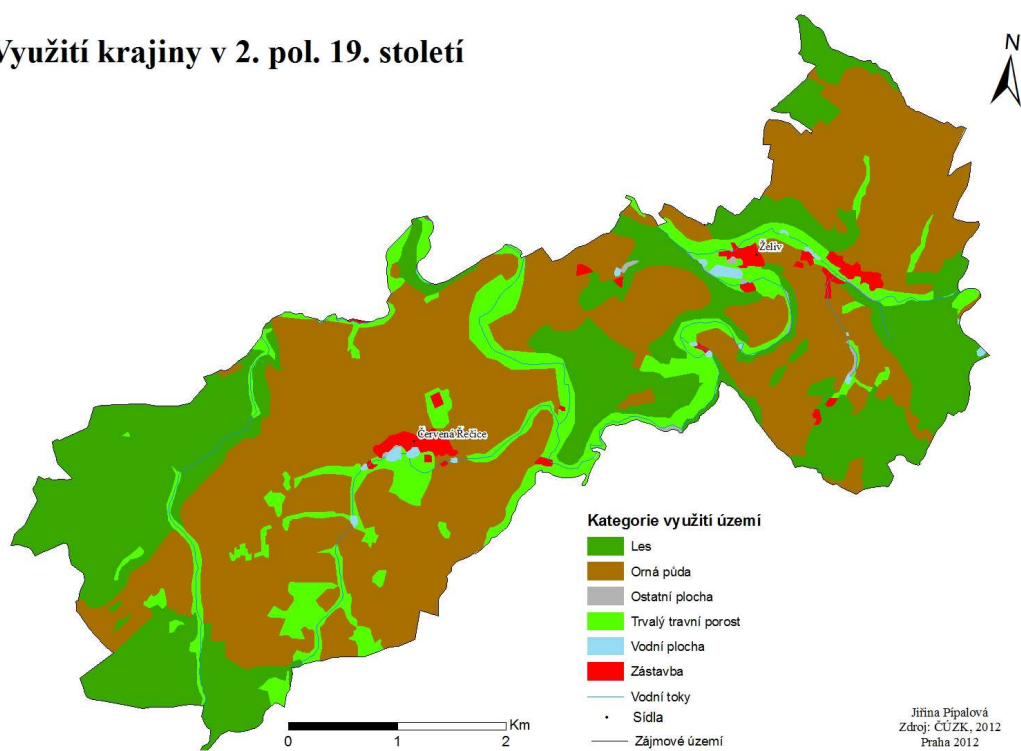 Využití krajiny v 2. pol. 19. století
N
Želiv
Červená Řečice
Kategorie využití území
Les
Orná půda
Ostatní plocha
Trvalý travní porost
Vodní plocha
Zástavba
Vodní toky
Sídla
Zájmové území
Km
0 1 2
Jiřina Pípalová
Zdroj: ČÚZK, 2012
Praha 2012